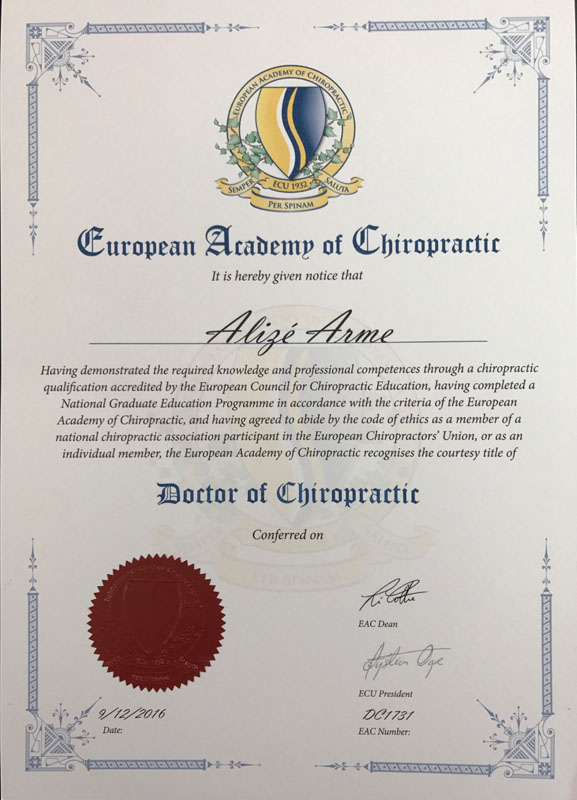 EUROPEAN ACADEMY OF CHIROPRACTIC
SEMPER ECU 1932 SALUTA
PER SPINAM
European Academy of Chiropractic
It is hereby given notice that
Alizé Arme
Having demonstrated the required knowledge and professional competences through a chiropractic
qualification accredited by the European Council for Chiropractic Education, having completed a
National Graduate Education Programme in accordance with the criteria of the European
Academy of Chiropractic, and having agreed to abide by the code of ethics as a member of a
national chiropractic association participant in the European Chiropractors' Union, or as an
individual member, the European Academy of Chiropractic recognises the courtesy title of
Doctor of Chiropractic
Conferred on
SALUTA
PER SPINAM
EAC Dean
ECU President
9/12/2016
Date:
DC1731
EAC Number: